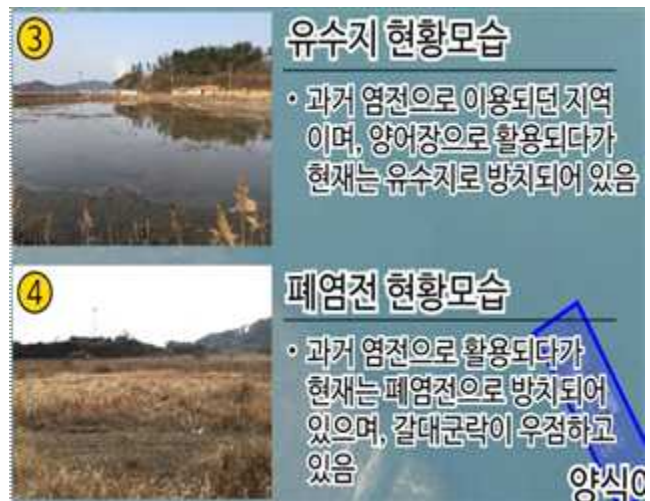 3
유수지 현황모습
• 과거 염전으로 이용되던 지역
이며, 양어장으로 활용되다가
현재는 유수지로 방치되어 있음
4
폐염전 현황모습
• 과거 염전으로 활용되다가
현재는 폐염전으로 방치되어
있으며, 갈대군락이 우점하고
있음
양식